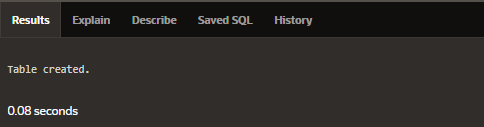 Results Explain Describe Saved SQL History
Table created.
0.08 seconds